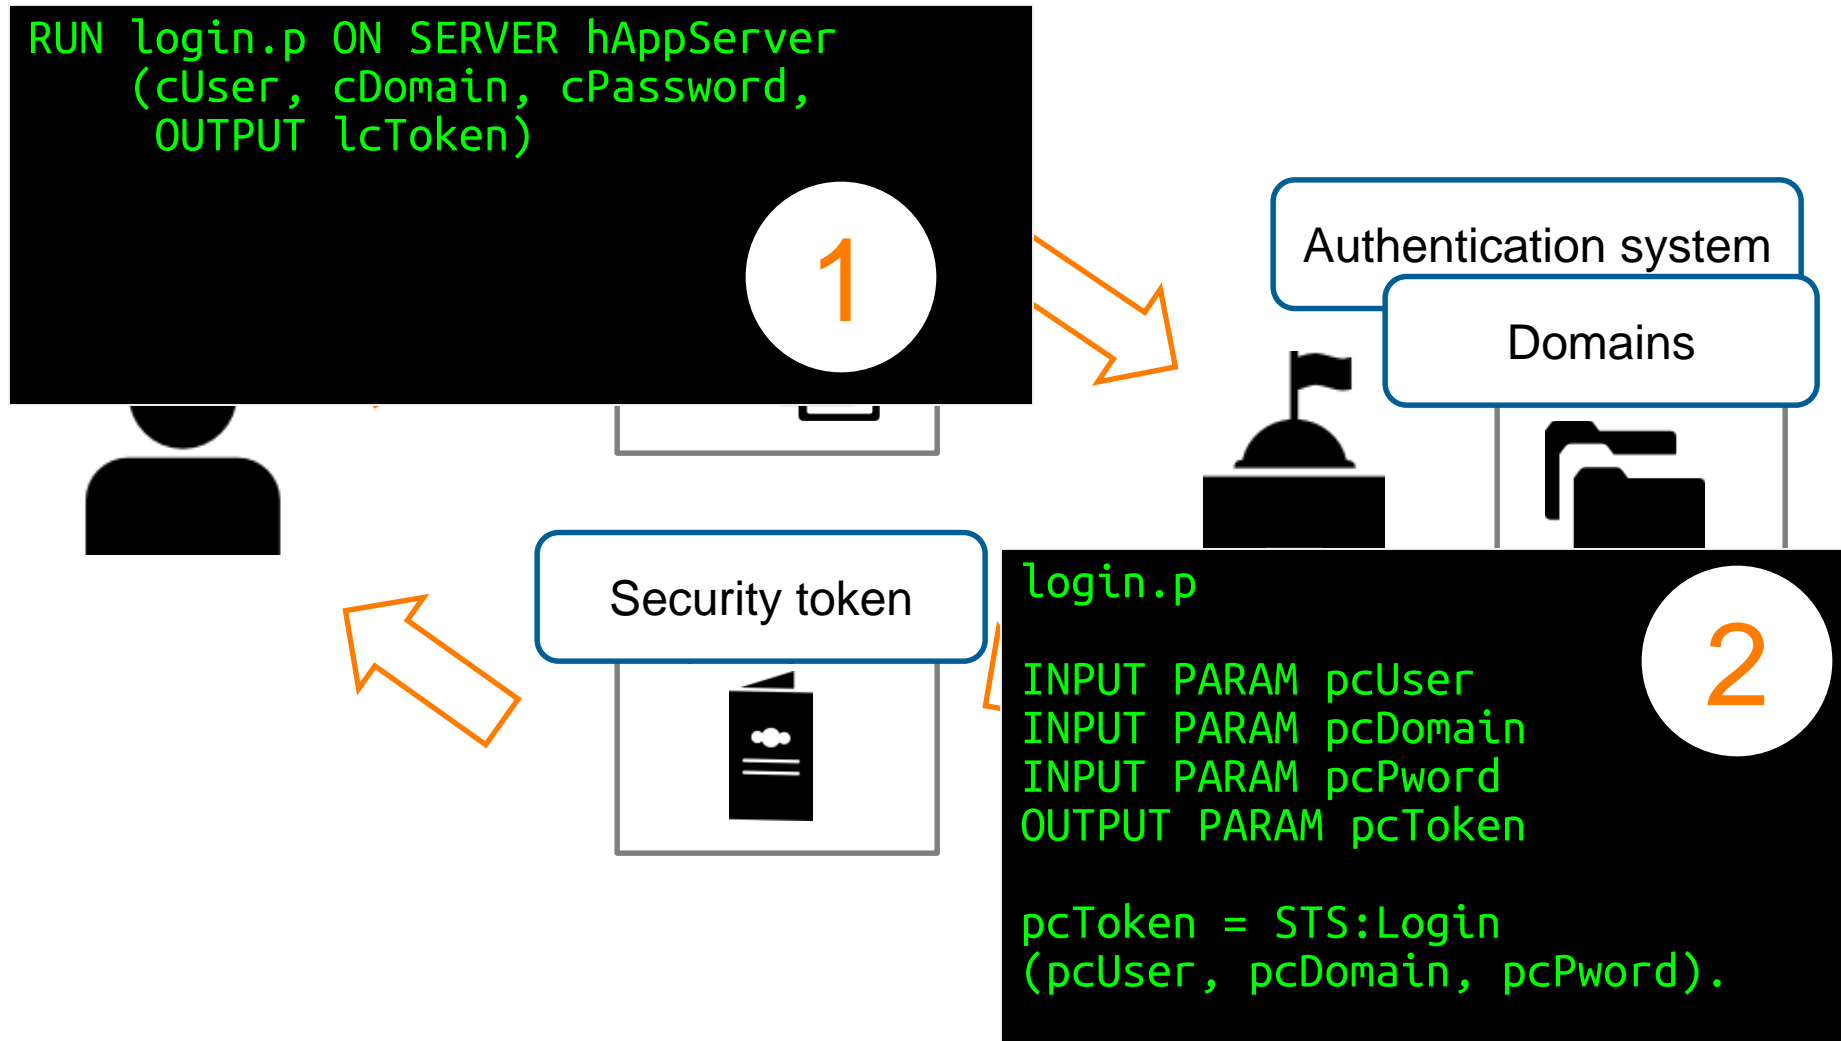 RUN login.p ON SERVER hAppServer
(cUser, cDomain, cPassword,
OUTPUT lcToken)
1
Authentication system
Domains
Security token
login.p
2
INPUT PARAM pcUser
INPUT PARAM pcDomain
INPUT PARAM pcPword
OUTPUT PARAM pcToken
pcToken = STS:Login
(pcUser, pcDomain, pcPword).